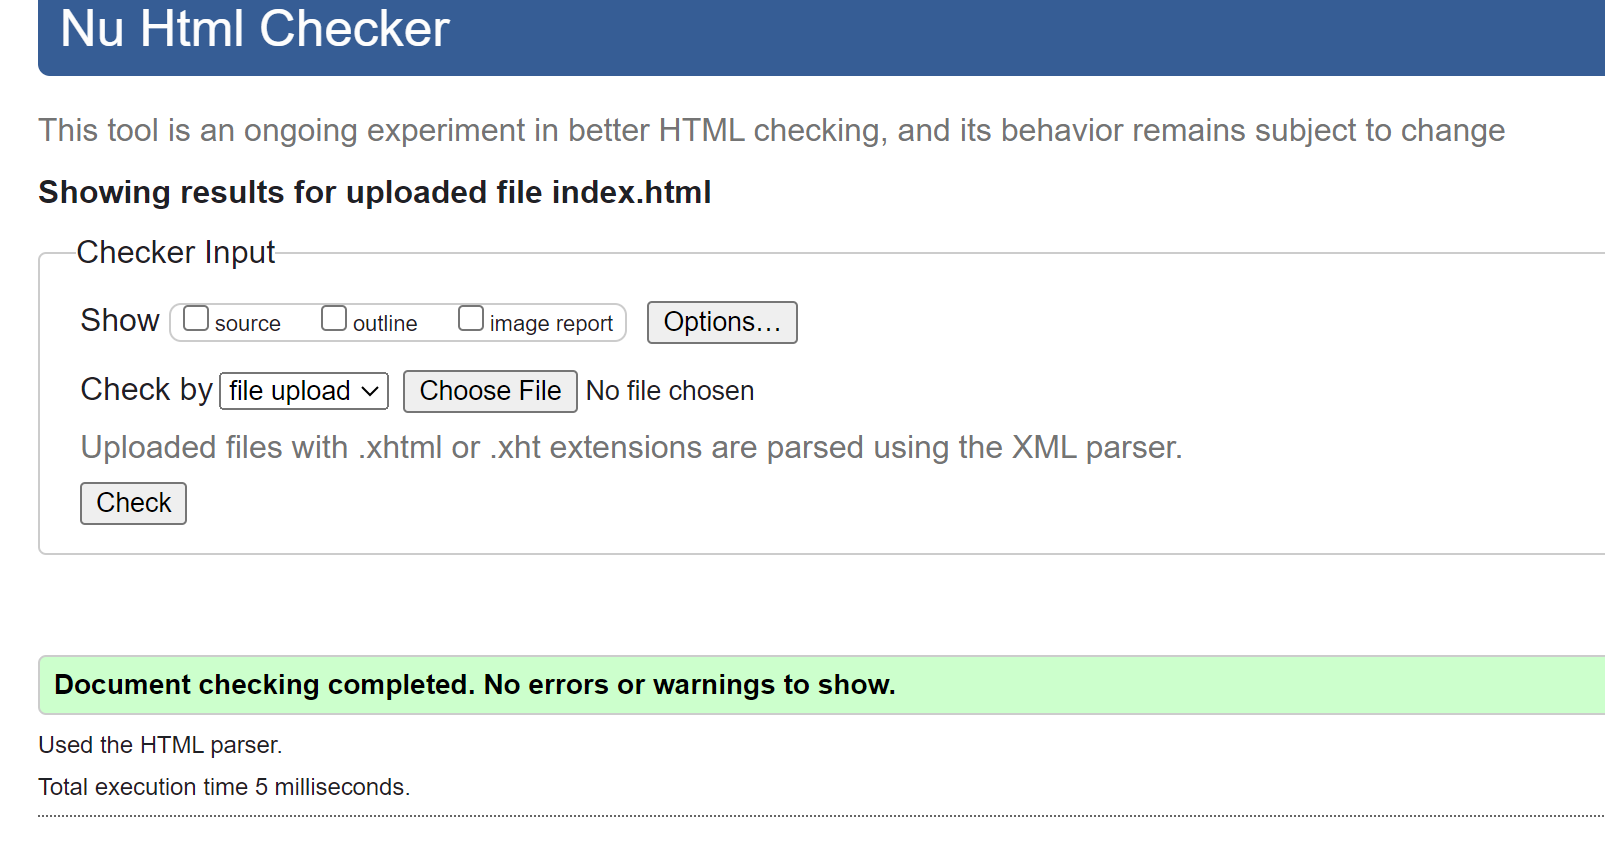 Nu Html Checker
This tool is an ongoing experiment in better HTML checking, and its behavior remains subject to change
Showing results for uploaded file index.html
Checker Input
Show source outline image report Options...
Check by file upload Choose File No file chosen
Uploaded files with .xhtml or .xht extensions are parsed using the XML parser.
Check
Document checking completed. No errors or warnings to show.
Used the HTML parser.
Total execution time 5 milliseconds.